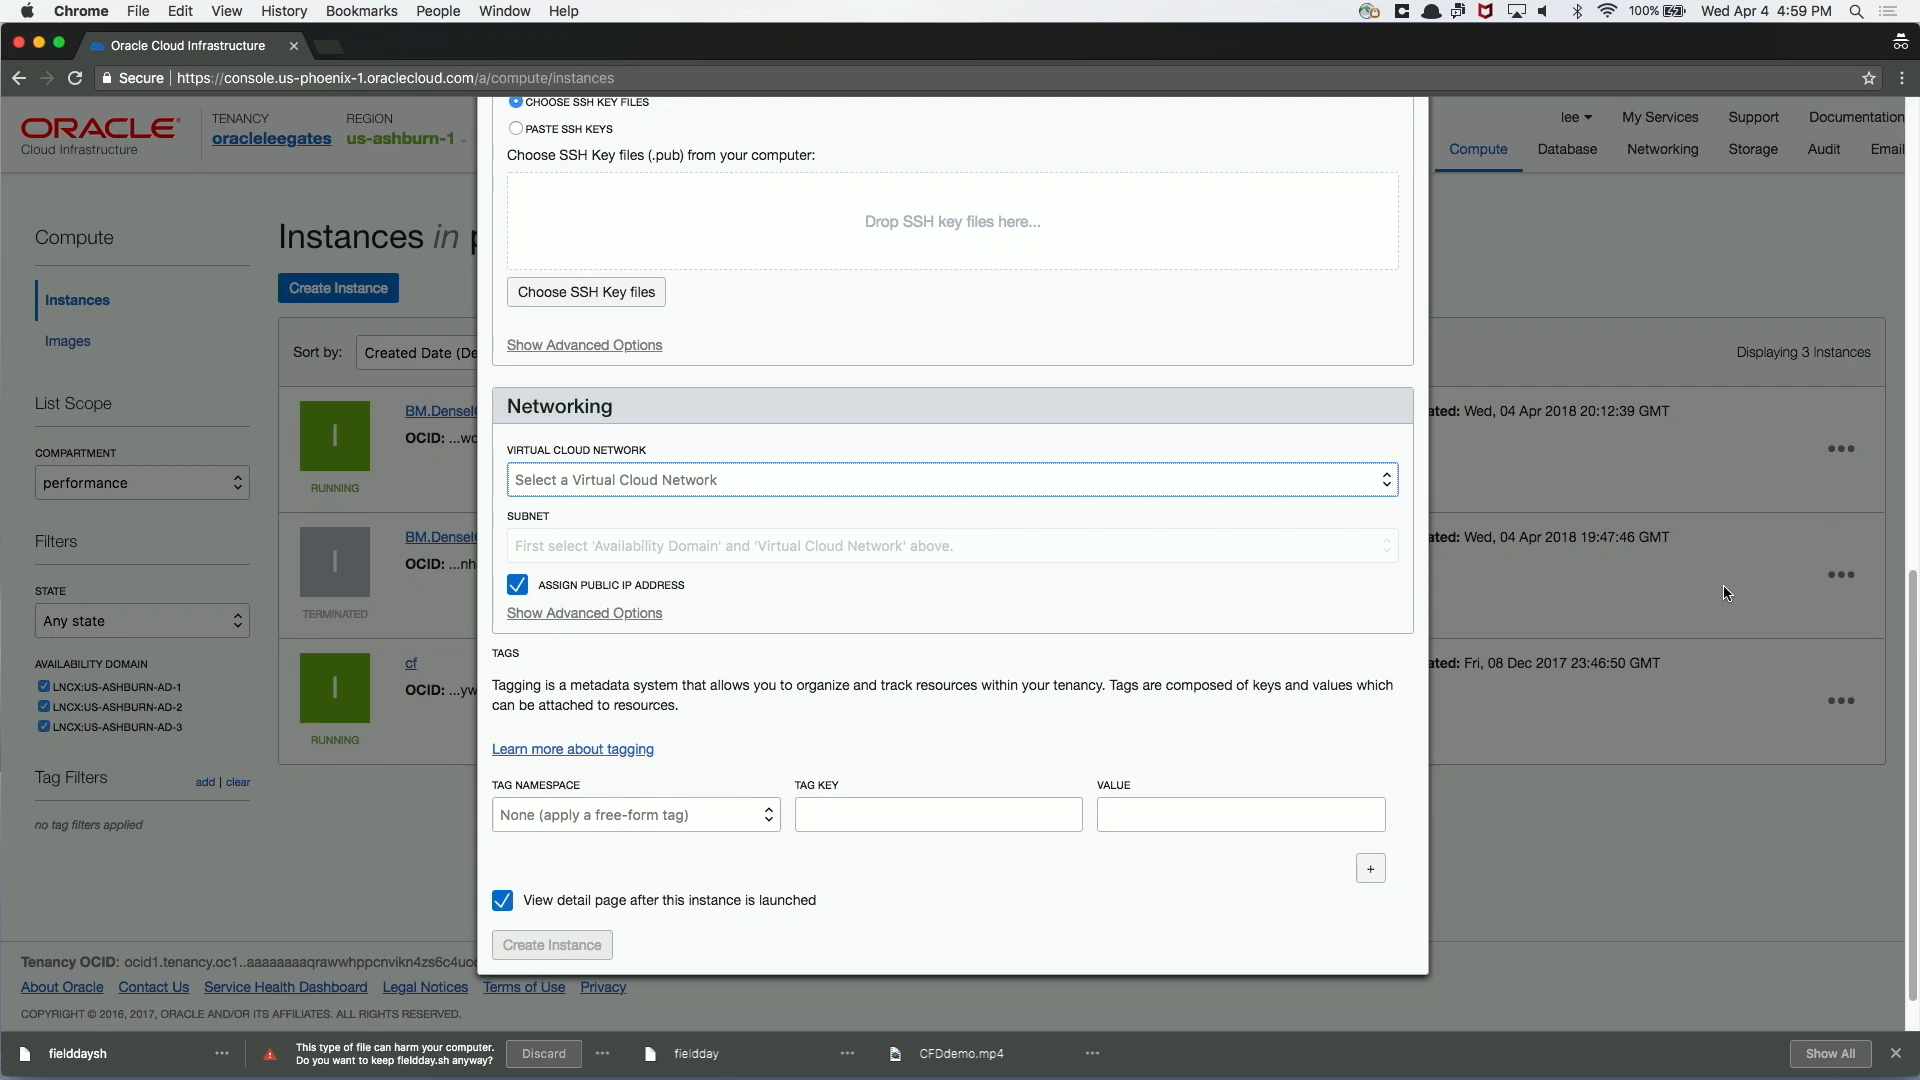 Chrome File Edit View History Bookmarks People Window Help 100% Wed Apr 4 4:59 PM
Oracle Cloud Infrastructure
Secure https://console.us-phoenix-1.oraclecloud.com/a/compute/instances
ORACLE
Cloud Infrastructure
TENANCY
oracleleegates
REGION
us-ashburn-1
lee My Services Support Documentation
Compute Database Networking Storage Audit Email
Compute
Instances
Images
List Scope
COMPARTMENT
performance
Filters
STATE
Any state
AVAILABILITY DOMAIN
LNCX:US-ASHBURN-AD-1
LNCX:US-ASHBURN-AD-2
LNCX:US-ASHBURN-AD-3
Tag Filters add | clear
no tag filters applied
Instances in p
Create Instance
Sort by: Created Date (De
Displaying 3 Instances
I
RUNNING
BM.DenseI
OCID: ...wo
ated: Wed, 04 Apr 2018 20:12:39 GMT
I
TERMINATED
BM.DenseI
OCID: ...nh
ated: Wed, 04 Apr 2018 19:47:46 GMT
I
RUNNING
cf
OCID: ...yw
ated: Fri, 08 Dec 2017 23:46:50 GMT
CHOOSE SSH KEY FILES
PASTE SSH KEYS
Choose SSH Key files (.pub) from your computer:
Drop SSH key files here...
Choose SSH Key files
Show Advanced Options
Networking
VIRTUAL CLOUD NETWORK
Select a Virtual Cloud Network
SUBNET
First select 'Availability Domain' and 'Virtual Cloud Network' above.
ASSIGN PUBLIC IP ADDRESS
Show Advanced Options
TAGS
Tagging is a metadata system that allows you to organize and track resources within your tenancy. Tags are composed of keys and values which
can be attached to resources.
Learn more about tagging
TAG NAMESPACE TAG KEY VALUE
None (apply a free-form tag)
+
View detail page after this instance is launched
Create Instance
Tenancy OCID: ocid1.tenancy.oc1..aaaaaaaaqrawwhppcnvikn4zs6c4uo
About Oracle Contact Us Service Health Dashboard Legal Notices Terms of Use Privacy
COPYRIGHT © 2016, 2017, ORACLE AND/OR ITS AFFILIATES. ALL RIGHTS RESERVED.
fielddaysh
This type of file can harm your computer.
Do you want to keep fieldday.sh anyway?
Discard
fieldday
CFDdemo.mp4
Show All